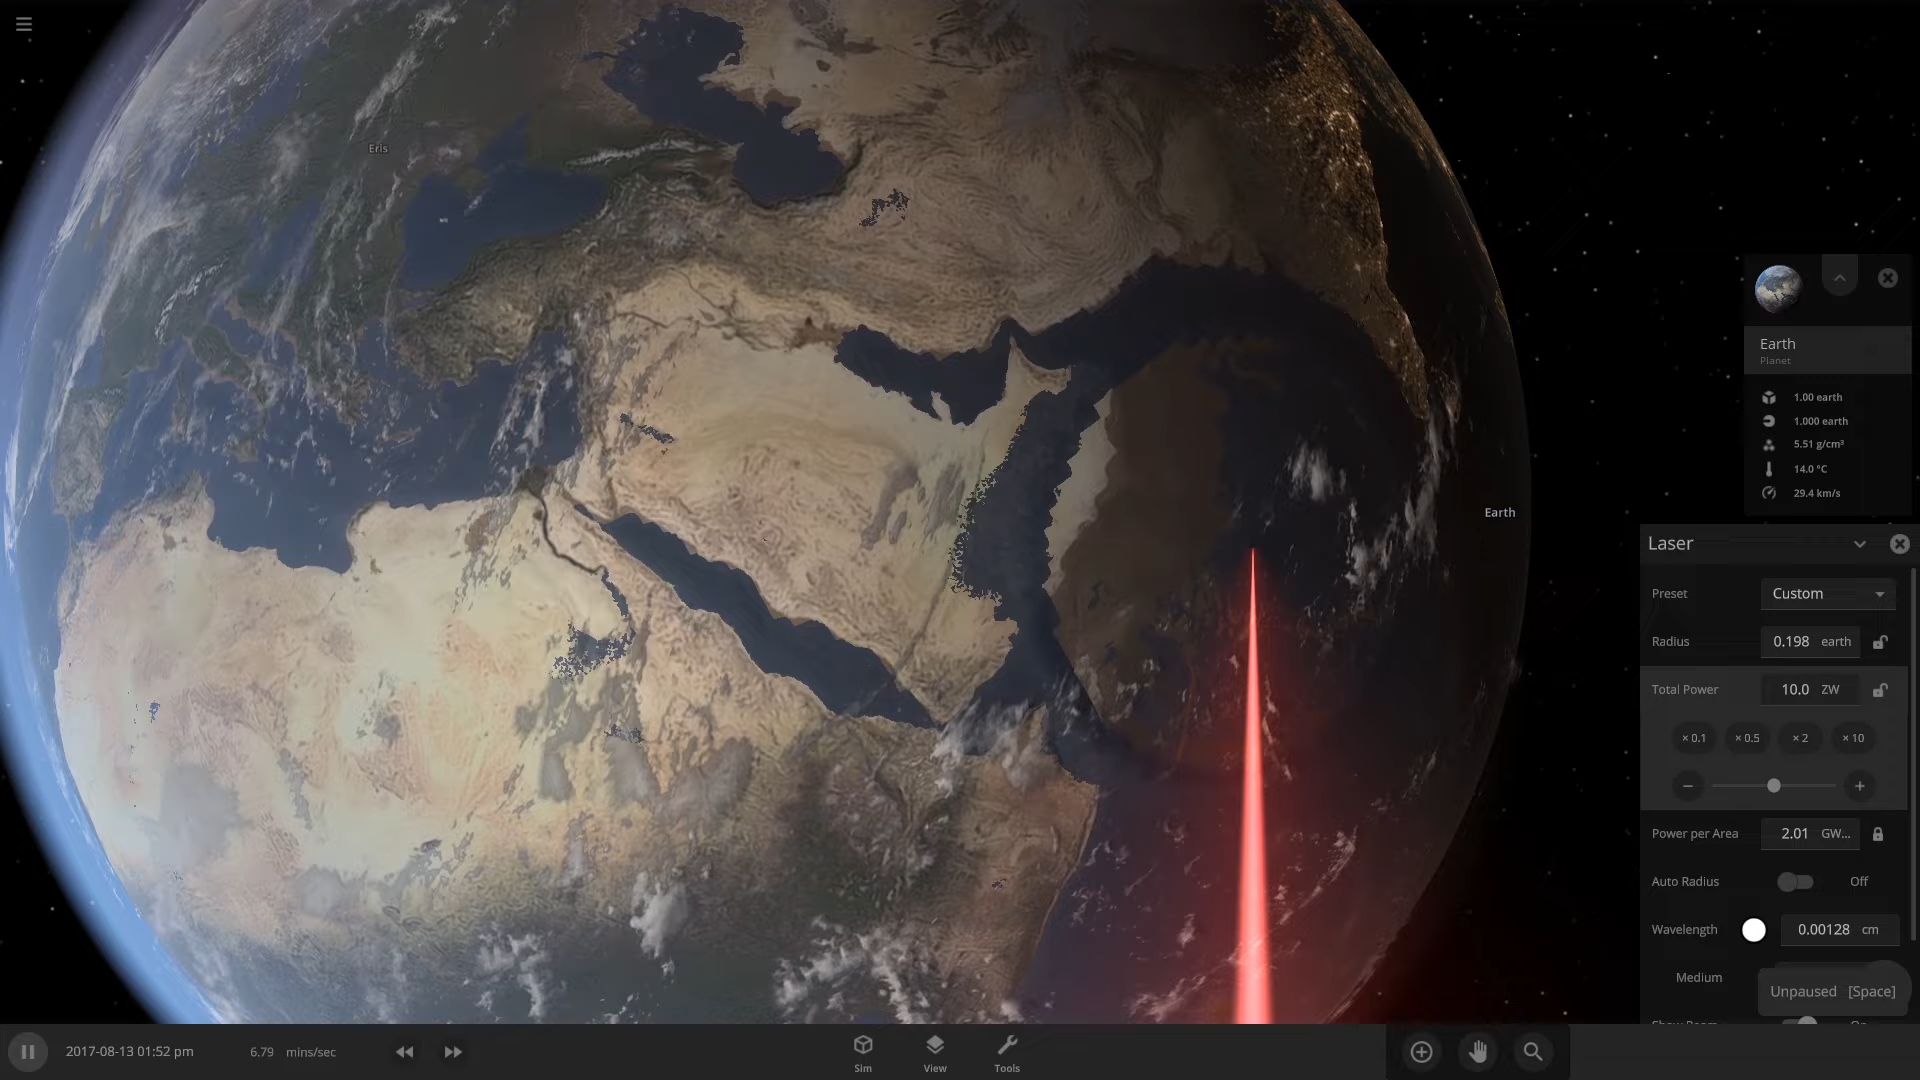 Eris
Earth
Earth
Planet
1.00 earth
1.000 earth
5.51 g/cm³
14.0 °C
29.4 km/s
Laser
Preset Custom
Radius 0.198 earth
Total Power 10.0 ZW
× 0.1 × 0.5 × 2 × 10
Power per Area 2.01 GW...
Auto Radius Off
Wavelength 0.00128 cm
Medium
Unpaused [Space]
2017-08-13 01:52 pm 6.79 mins/sec
Sim View Tools